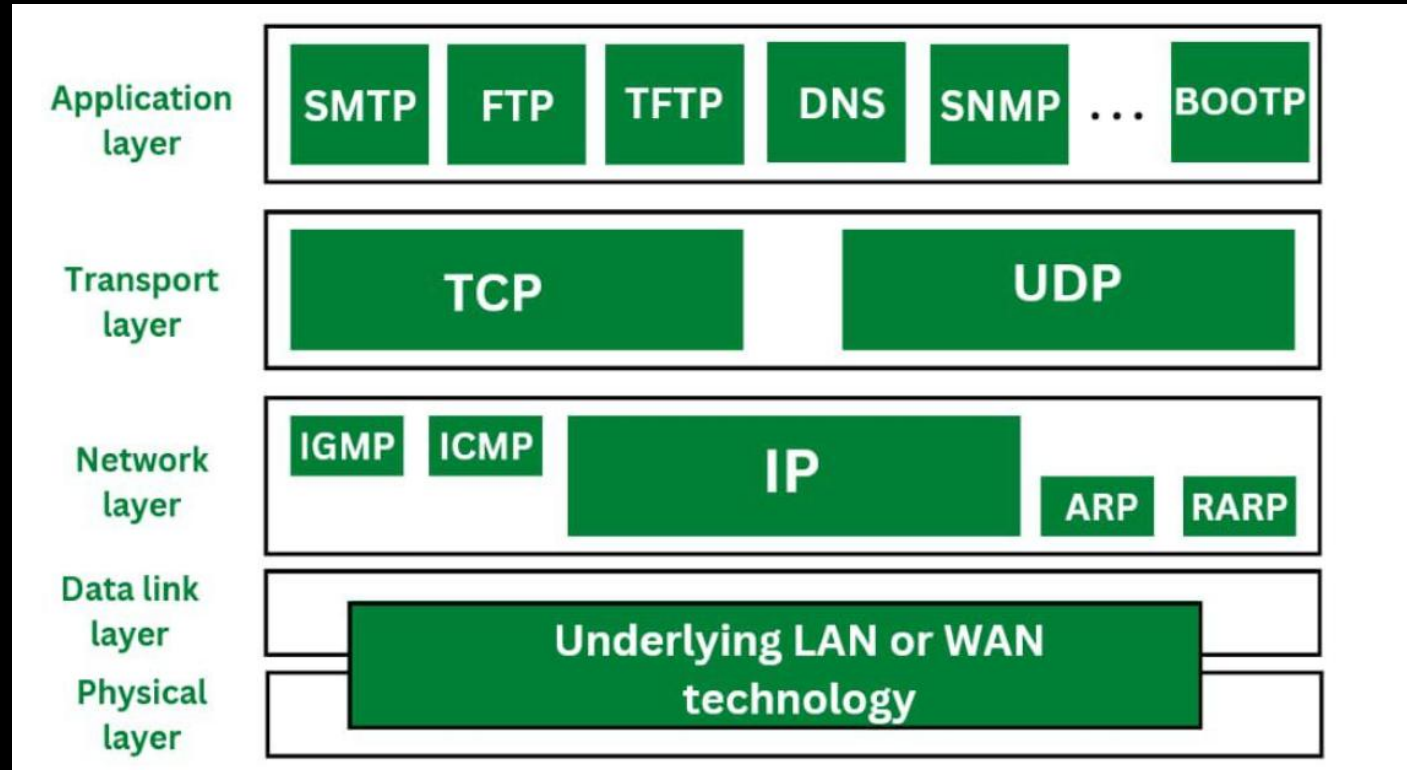 Application
layer
SMTP FTP TFTP DNS SNMP ... BOOTP
Transport
layer
TCP UDP
Network
layer
IGMP ICMP IP ARP RARP
Data link
layer
Physical
layer
Underlying LAN or WAN
technology